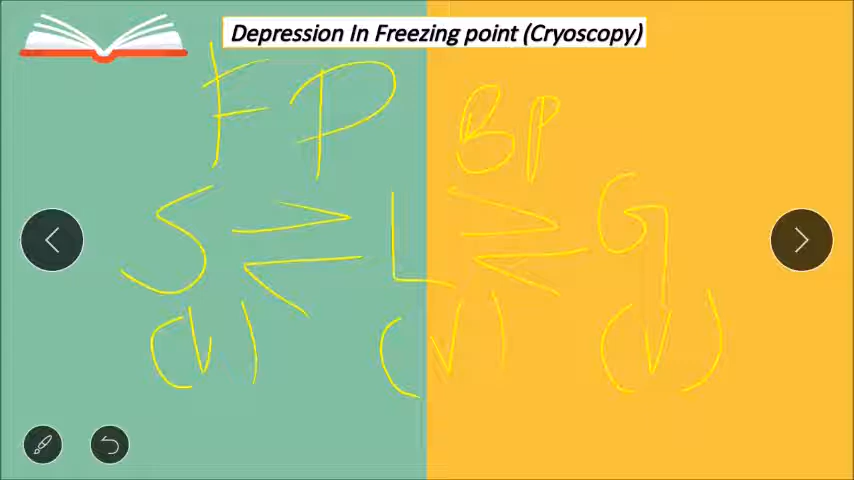 Depression In Freezing point (Cryoscopy)
FP Bp
S ⇌ L ⇌ G
(V) (V) (V)